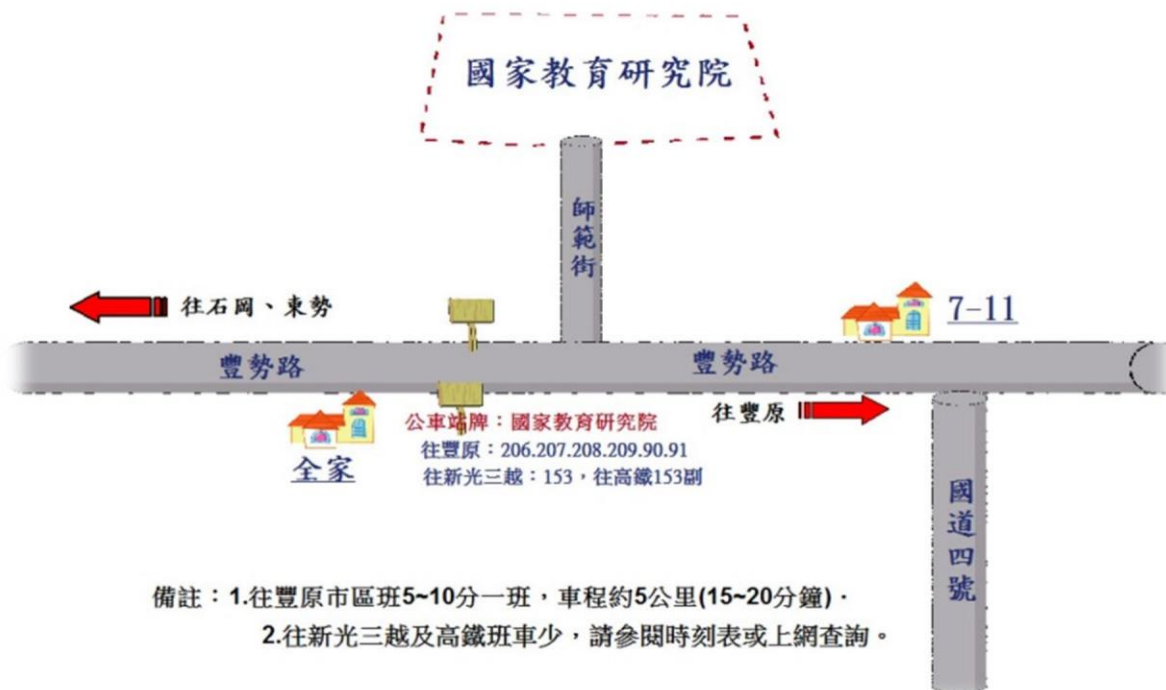 國家教育研究院
師範街
往石岡、東勢
7-11
豐勢路
豐勢路
往豐原
全家
公車站牌：國家教育研究院
往豐原：206.207.208.209.90.91
往新光三越：153，往高鐵153副
國道四號
備註：1.往豐原市區班5~10分一班，車程約5公里(15~20分鐘)．
2.往新光三越及高鐵班車少，請參閱時刻表或上網查詢。